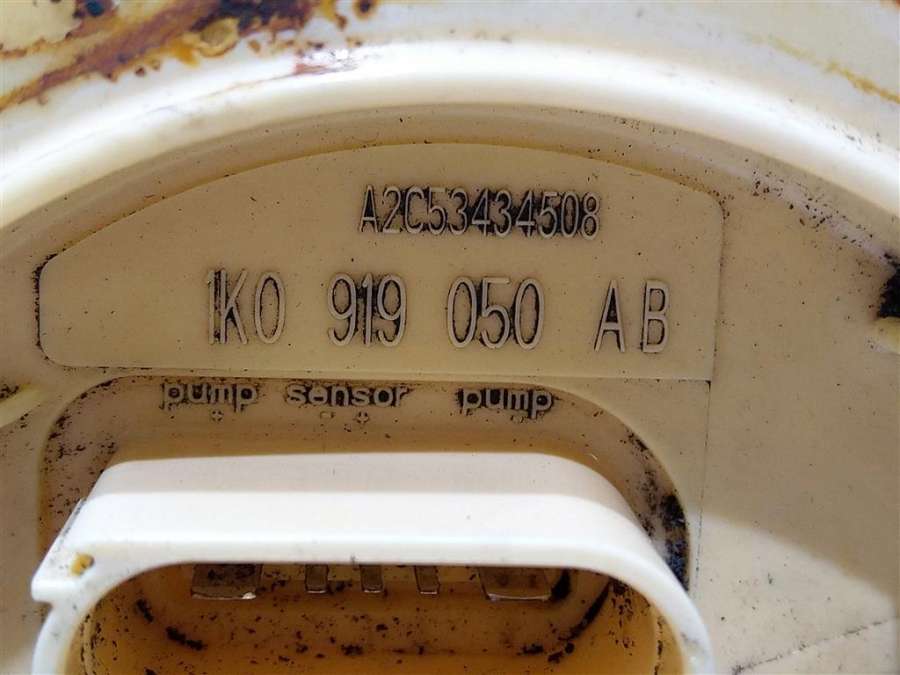 A2C53434508
1K0 919 050 AB
pump sensor pump
+ - + -